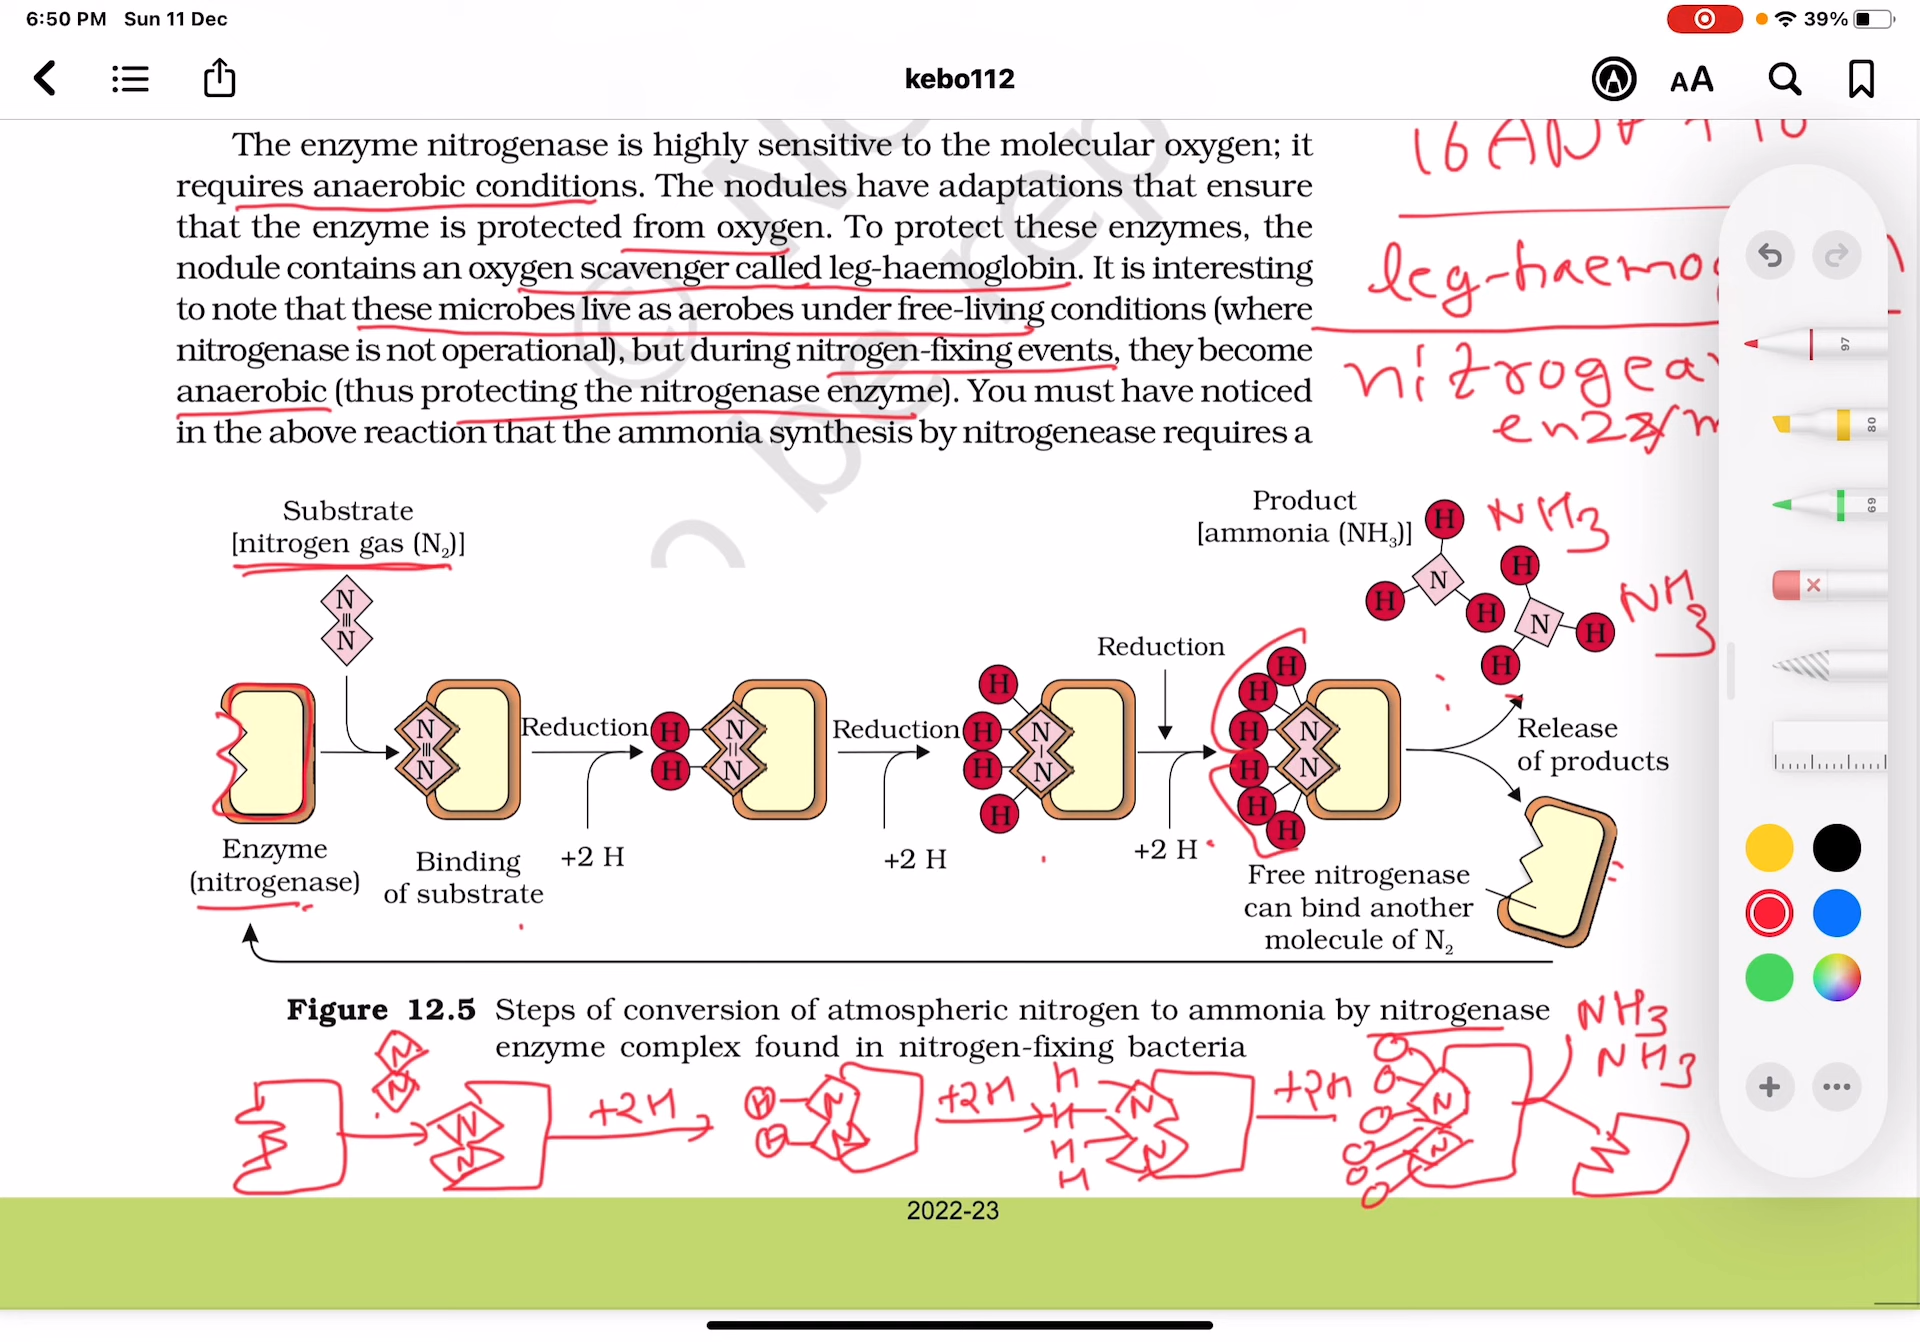 6:50 PM Sun 11 Dec
39%
kebo112
AA
The enzyme nitrogenase is highly sensitive to the molecular oxygen; it
requires anaerobic conditions. The nodules have adaptations that ensure
that the enzyme is protected from oxygen. To protect these enzymes, the
nodule contains an oxygen scavenger called leg-haemoglobin. It is interesting
to note that these microbes live as aerobes under free-living conditions (where
nitrogenase is not operational), but during nitrogen-fixing events, they become
anaerobic (thus protecting the nitrogenase enzyme). You must have noticed
in the above reaction that the ammonia synthesis by nitrogenease requires a
leg-haemo
97
80
69
Substrate
[nitrogen gas (N₂)]
N
N
Product
[ammonia (NH₃)]
H
N
H
H
H
N
H
H
NH3
NH3
Reduction
Reduction
Reduction
N
N
H
H
N
N
H
H
H
H
N
N
H
H
H
H
H
H
N
N
Release
of products
+2 H
+2 H
+2 H
Enzyme
(nitrogenase)
Binding
of substrate
Free nitrogenase
can bind another
molecule of N₂
Figure 12.5 Steps of conversion of atmospheric nitrogen to ammonia by nitrogenase
enzyme complex found in nitrogen-fixing bacteria
NH3
NH3
N
N
N
N
+2H
H
H
N
N
+2H
H
H
H
H
N
N
+2H
N
N
2022-23